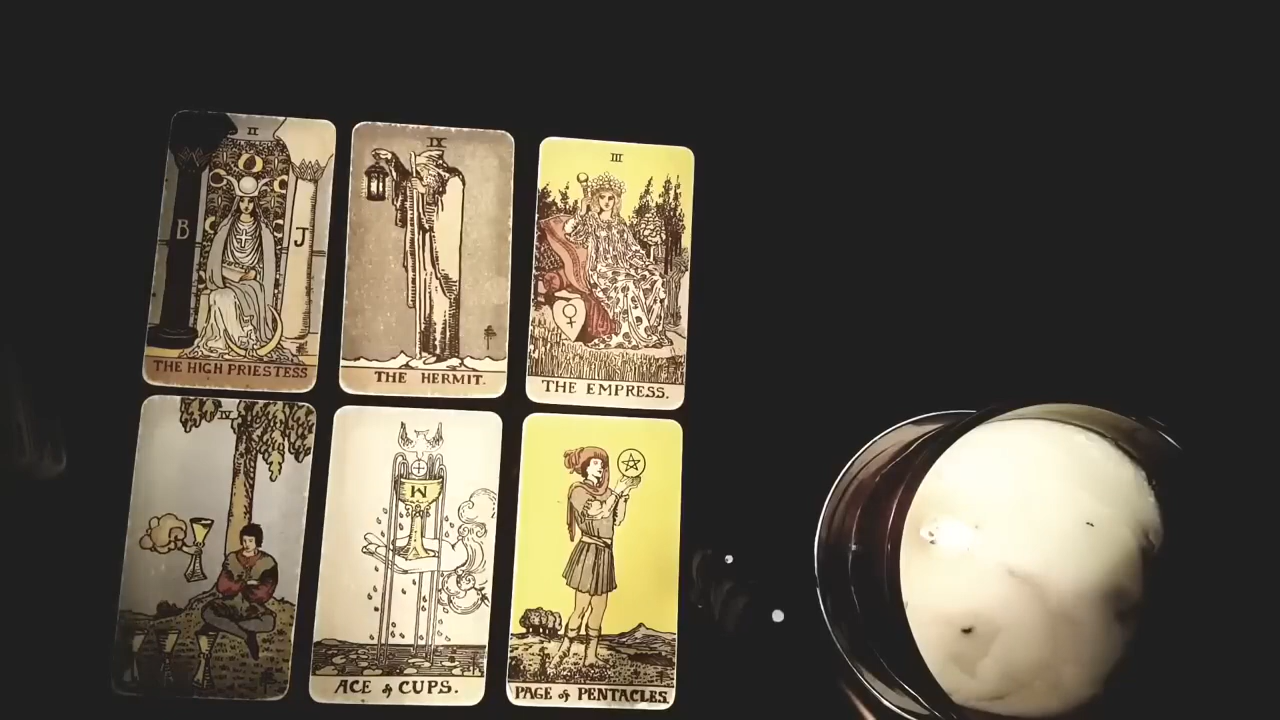 II
B
J
THE HIGH PRIESTESS
IX
THE HERMIT.
III
THE EMPRESS.
IV
ACE of CUPS.
PAGE of PENTACLES.